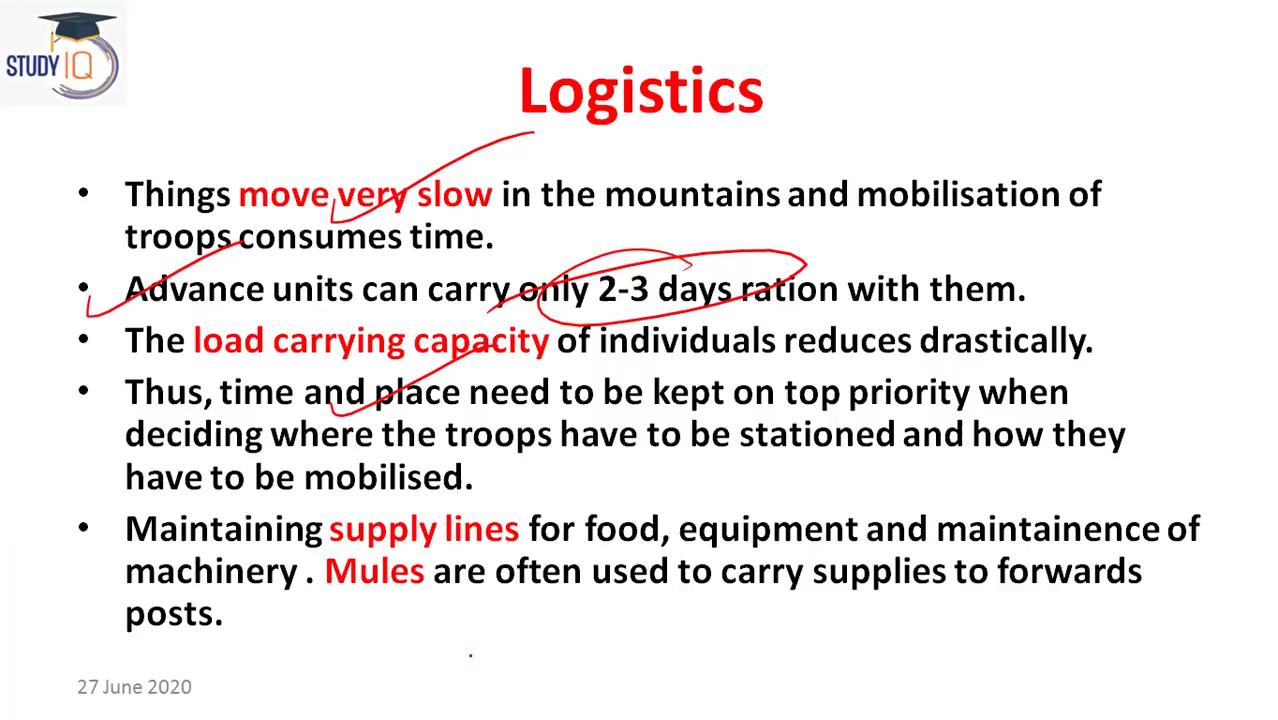 STUDY IQ
Logistics
• Things move very slow in the mountains and mobilisation of
troops consumes time.
• Advance units can carry only 2-3 days ration with them.
• The load carrying capacity of individuals reduces drastically.
• Thus, time and place need to be kept on top priority when
deciding where the troops have to be stationed and how they
have to be mobilised.
• Maintaining supply lines for food, equipment and maintainence of
machinery . Mules are often used to carry supplies to forwards
posts.
27 June 2020